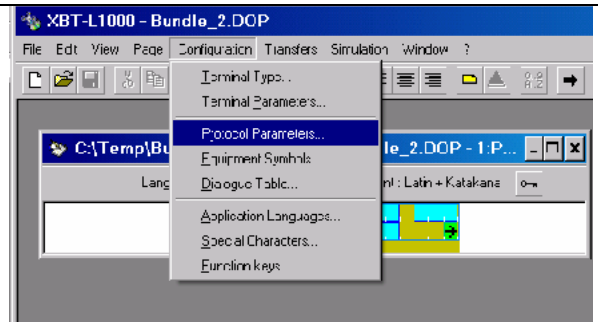 XBT-L1000 - Bundle_2.DOP
File Edit View Page Configuration Transfers Simulation Window ?
Terminal Type...
Terminal Parameters...
Protocol Parameters...
C:\Temp\Bu
le_2.DOP - 1:P...
Equipment Symbols
Lang
nt : Latin + Katakana
Dialogue Table...
Application Languages...
Special Characters...
Function keys